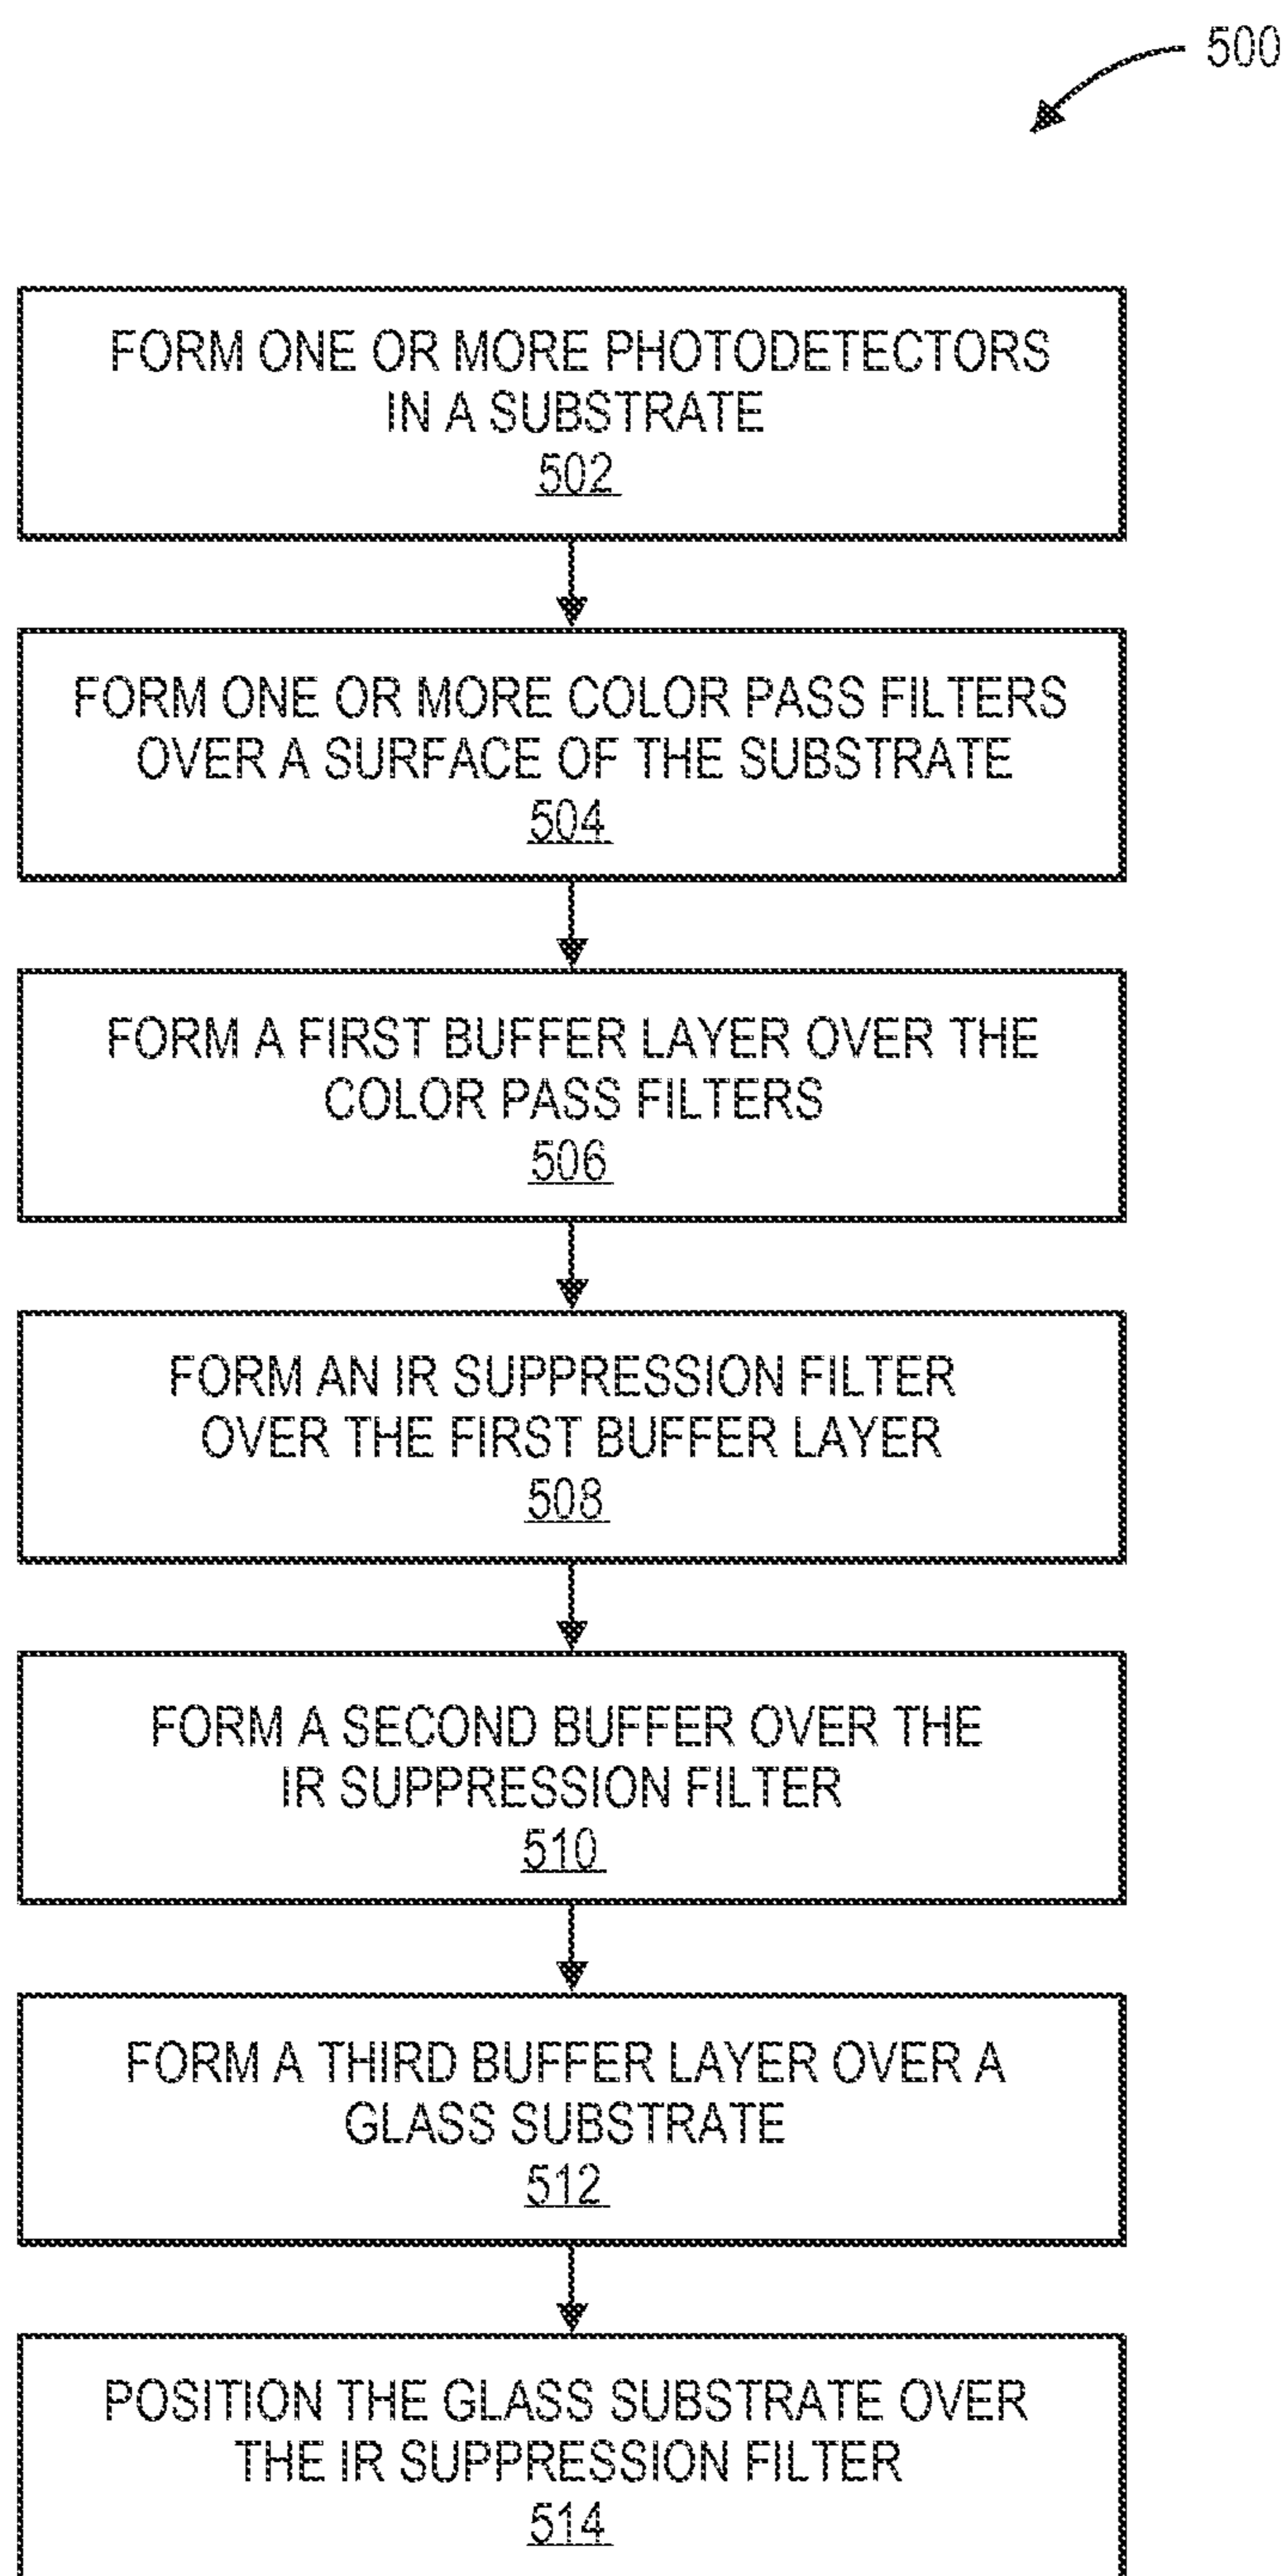 500
FORM ONE OR MORE PHOTODETECTORS
IN A SUBSTRATE
502
FORM ONE OR MORE COLOR PASS FILTERS
OVER A SURFACE OF THE SUBSTRATE
504
FORM A FIRST BUFFER LAYER OVER THE
COLOR PASS FILTERS
506
FORM AN IR SUPPRESSION FILTER
OVER THE FIRST BUFFER LAYER
508
FORM A SECOND BUFFER OVER THE
IR SUPPRESSION FILTER
510
FORM A THIRD BUFFER LAYER OVER A
GLASS SUBSTRATE
512
POSITION THE GLASS SUBSTRATE OVER
THE IR SUPPRESSION FILTER
514